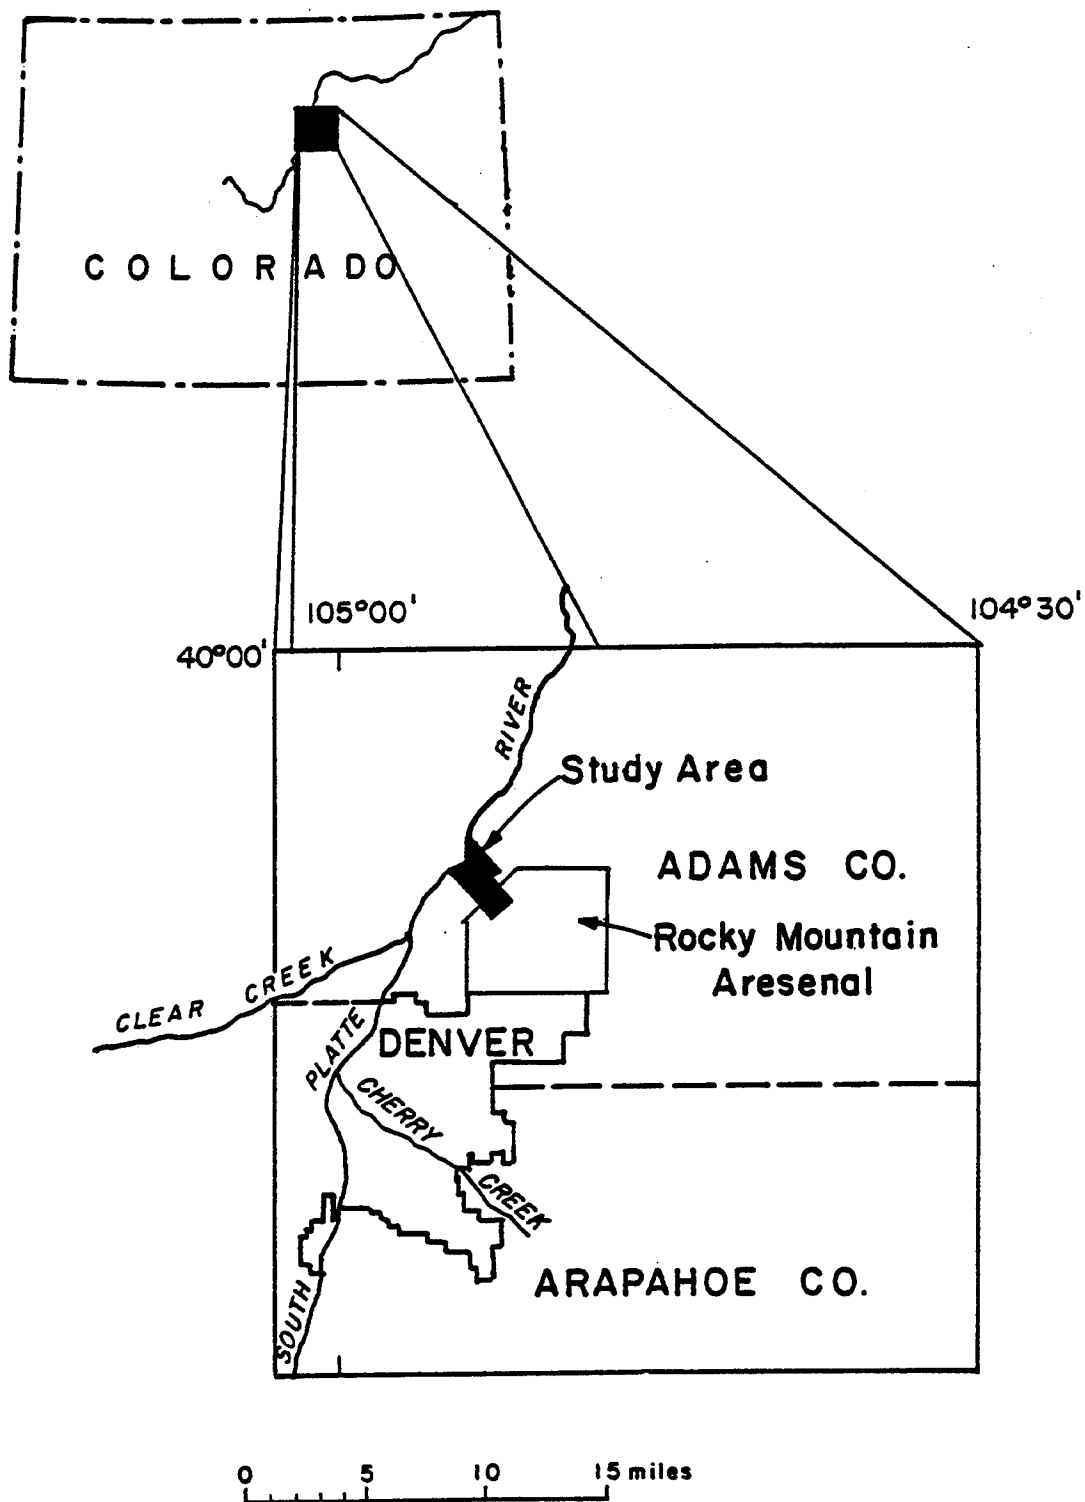 COLORADO
105°00'
104°30'
40°00'
RIVER
Study Area
ADAMS CO.
Rocky Mountain
Aresenal
CLEAR CREEK
PLATTE
DENVER
CHERRY
CREEK
ARAPAHOE CO.
SOUTH
0 5 10 15 miles